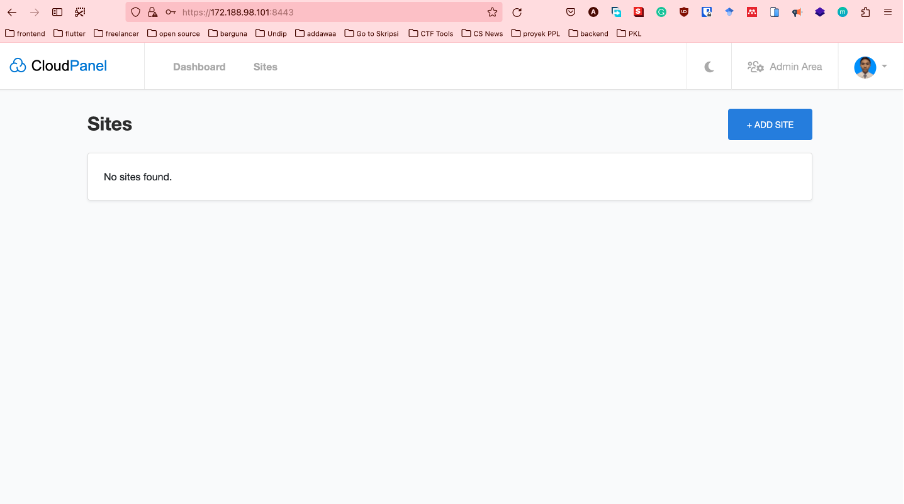 https://172.188.98.101:8443
frontend flutter freelancer open source barguna Undip addawaa Go to Skripsi CTF Tools CS News proyek PPL backend PKL
CloudPanel Dashboard Sites Admin Area
Sites
+ ADD SITE
No sites found.